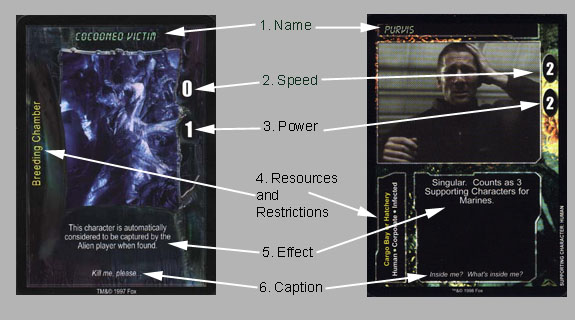 COCOONED VICTIM
0
1
Breeding Chamber
This character is automatically
considered to be captured by the
Alien player when found.
Kill me, please...
TM&© 1997 Fox
1. Name
2. Speed
3. Power
4. Resources
and
Restrictions
5. Effect
6. Caption
PURVIS
2
2
Cargo Bay or Hatchery
Human • Corporate • Infected
Singular. Counts as 3
Supporting Characters for
Marines.
Inside me? What's inside me?
SUPPORTING CHARACTER: HUMAN
™&© 1998 Fox